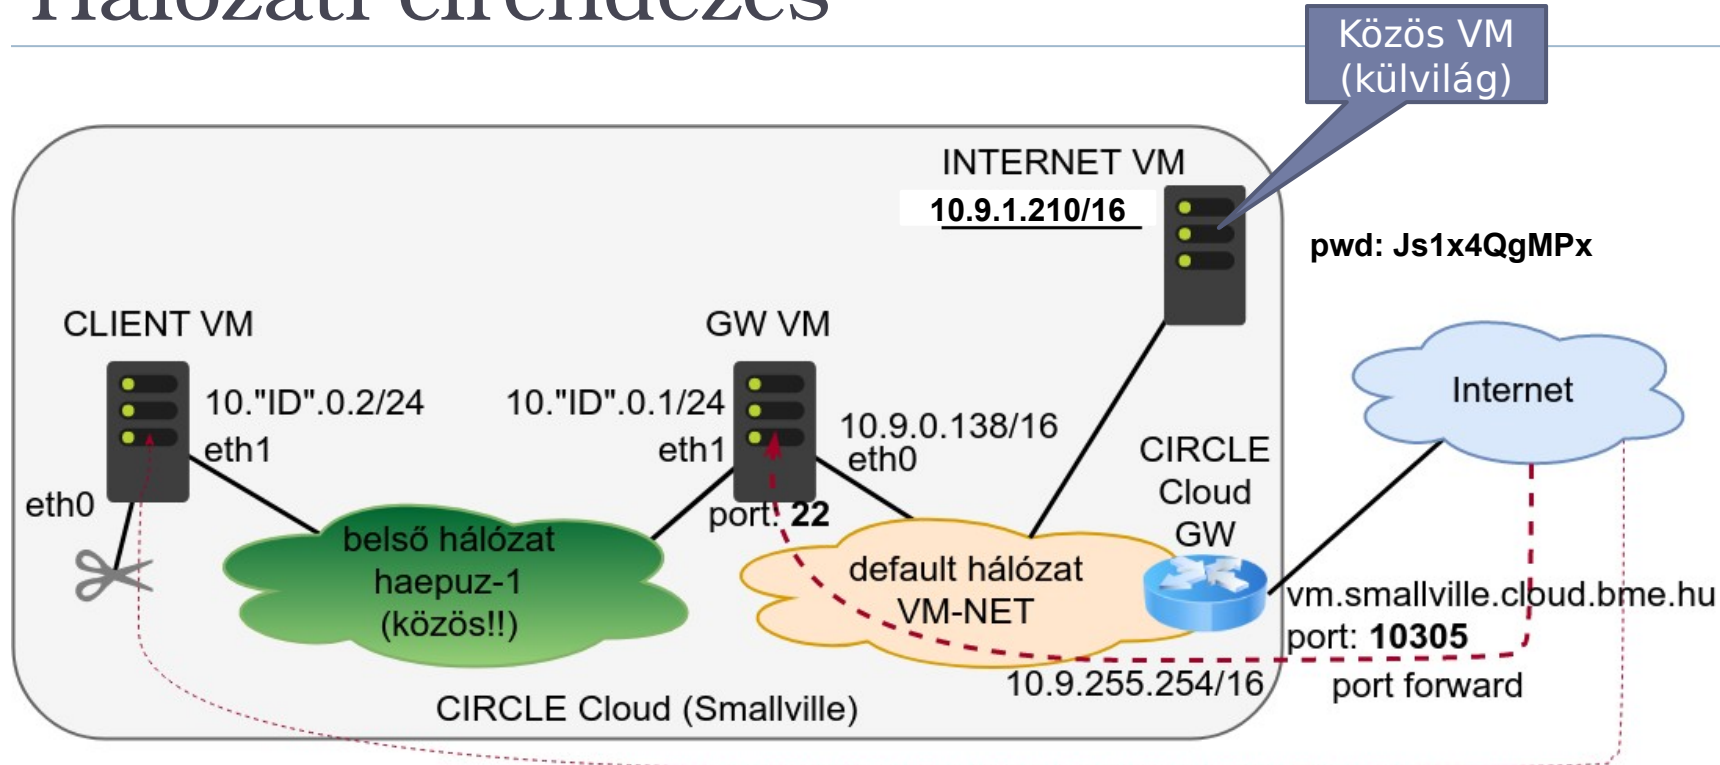 Hálózati elrendezés
Közös VM
(külvilág)
INTERNET VM
10.9.1.210/16
pwd: Js1x4QgMPx
CLIENT VM
GW VM
Internet
10."ID".0.2/24
10."ID".0.1/24
10.9.0.138/16
eth1
eth1
eth0
CIRCLE
Cloud
GW
eth0
port: 22
belső hálózat
haepuz-1
(közös!!)
default hálózat
VM-NET
vm.smallville.cloud.bme.hu
port: 10305
10.9.255.254/16
port forward
CIRCLE Cloud (Smallville)